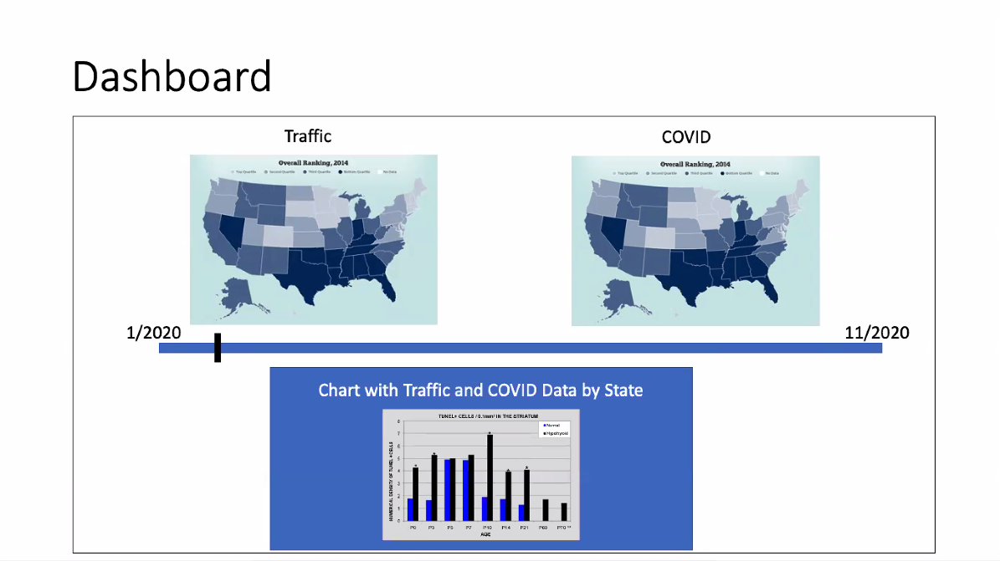 Dashboard
Traffic
COVID
Overall Ranking, 2014
Top Quartile Second Quartile Third Quartile Bottom Quartile No Data
Overall Ranking, 2014
Top Quartile Second Quartile Third Quartile Bottom Quartile No Data
1/2020
11/2020
Chart with Traffic and COVID Data by State
TUNEL+ CELLS / 0.1mm³ IN THE STRIATUM
Normal
Hypothyroid
NUMERICAL DENSITY OF TUNEL + CELLS
8
7
6
5
4
3
2
1
0
P0 P3 P5 P7 P10 P14 P21 P60 P70 **
AGE